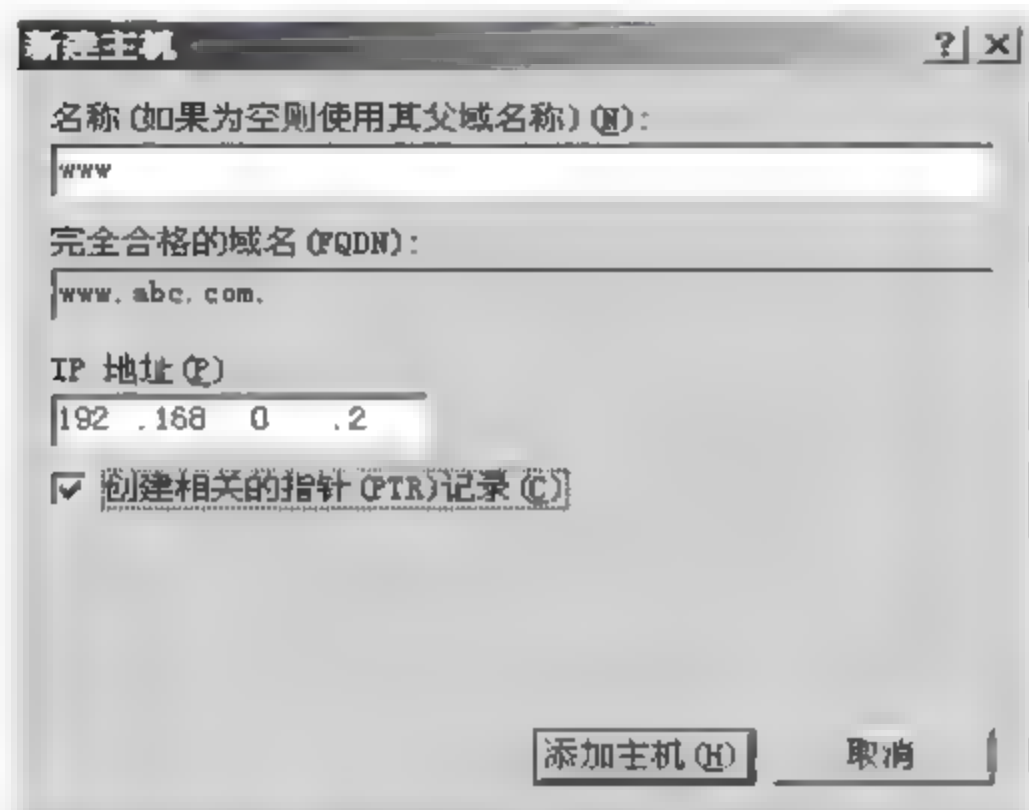 新建主机
名称(如果为空则使用其父域名称)(N):
www
完全合格的域名(FQDN):
www.abc.com.
IP 地址(P)
192 .168 0 .2
创建相关的指针(PTR)记录(C)
添加主机(H) 取消